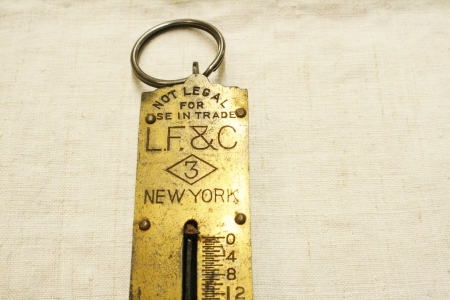 NOT LEGAL
FOR
SE IN TRADE
L.F.&C
3
NEW YORK
0
4
8
12